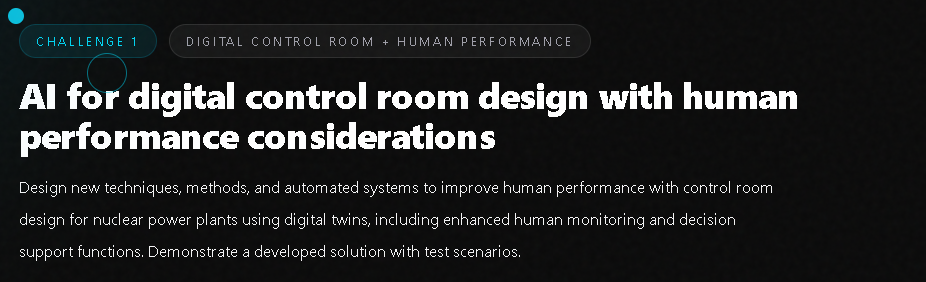 CHALLENGE 1
DIGITAL CONTROL ROOM + HUMAN PERFORMANCE
AI for digital control room design with human
performance considerations
Design new techniques, methods, and automated systems to improve human performance with control room
design for nuclear power plants using digital twins, including enhanced human monitoring and decision
support functions. Demonstrate a developed solution with test scenarios.